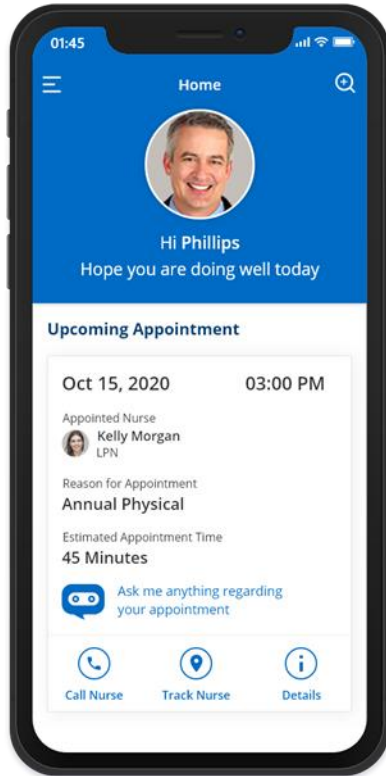 01:45
Home
Hi Phillips
Hope you are doing well today
Upcoming Appointment
Oct 15, 2020 03:00 PM
Appointed Nurse
Kelly Morgan
LPN
Reason for Appointment
Annual Physical
Estimated Appointment Time
45 Minutes
Ask me anything regarding
your appointment
Call Nurse Track Nurse Details